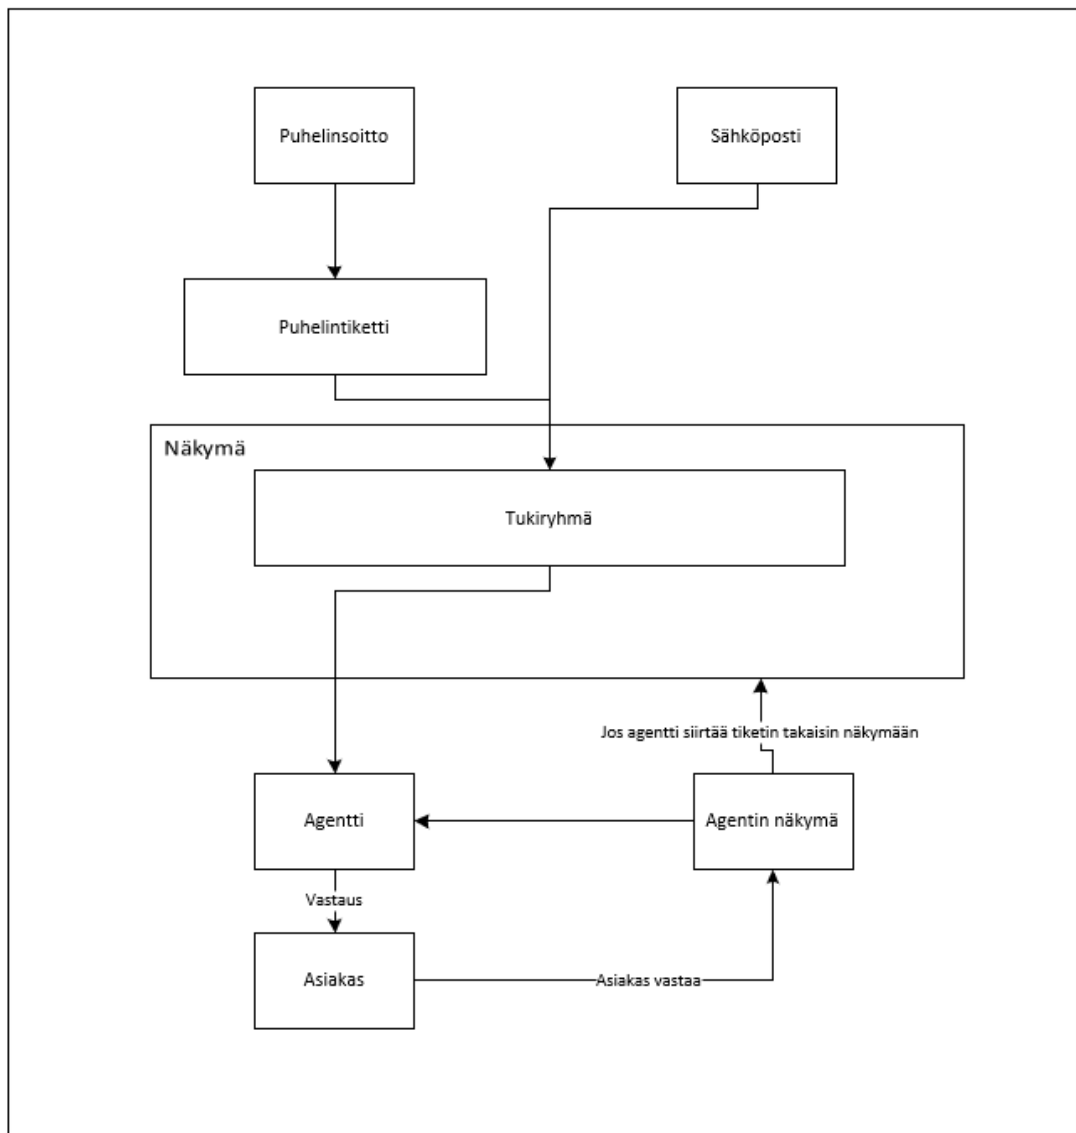 Puhelinsoitto
Sähköposti
Puhelintiketti
Näkymä
Tukiryhmä
Jos agentti siirtää tiketin takaisin näkymään
Agentti
Agentin näkymä
Vastaus
Asiakas
Asiakas vastaa